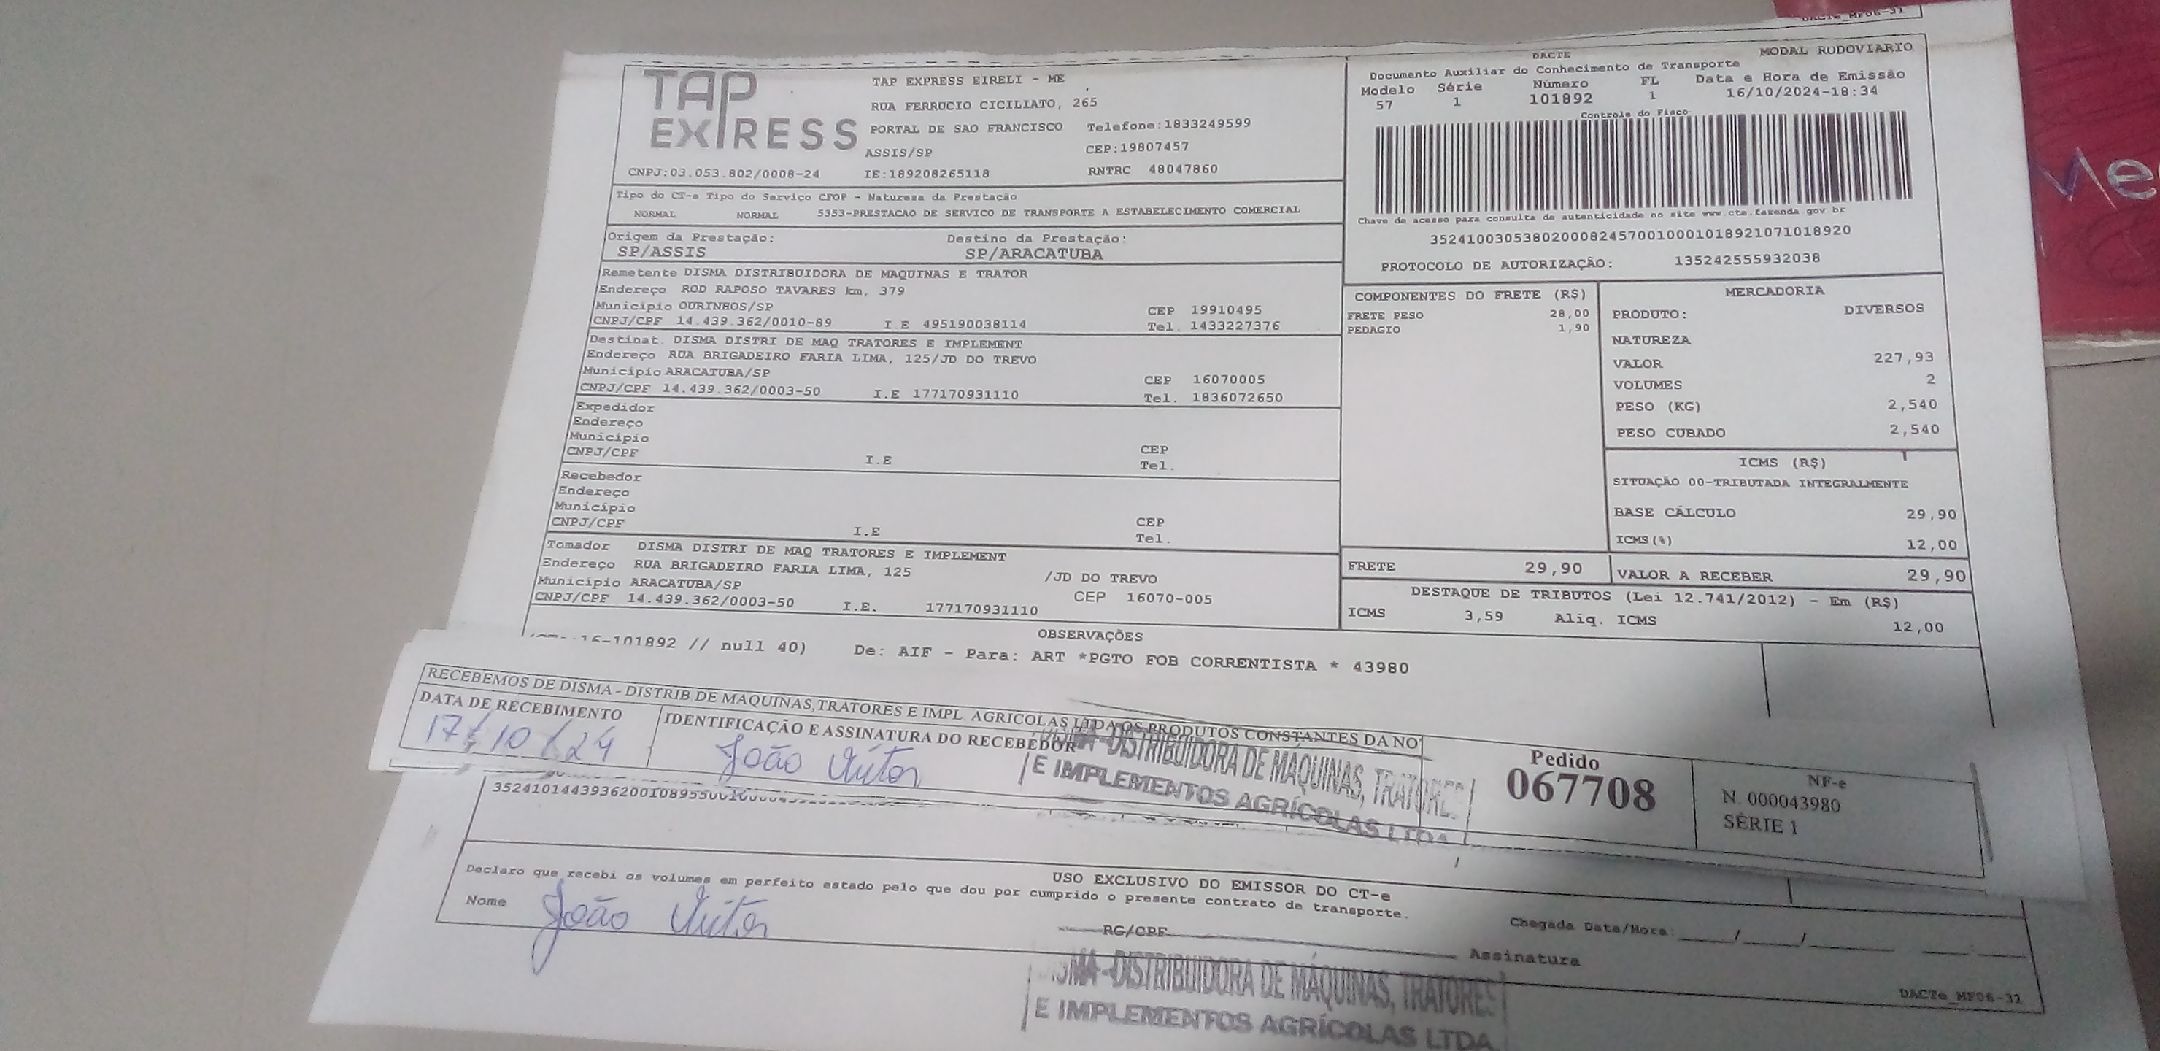 DACTe_MF06-31
TAP
EXPRESS
TAP EXPRESS EIRELI - ME
RUA FERRUCIO CICILIATO, 265
PORTAL DE SAO FRANCISCO Telefone:1833249599
ASSIS/SP CEP:19807457
CNPJ:03.053.802/0008-24 IE:189208265118 RNTRC 48047860
DACTE MODAL RODOVIARIO
Documento Auxiliar do Conhecimento de Transporte
Modelo Série Número FL Data e Hora de Emissão
57 1 101892 1 16/10/2024-18:34
Controle do Fisco
Chave de acesso para consulta de autenticidade no site www.cte.fazenda.gov.br
35241003053802000824570010001018921071018920
PROTOCOLO DE AUTORIZAÇÃO: 135242555932038
Tipo do CT-e Tipo do Serviço CFOP - Natureza da Prestação
NORMAL NORMAL 5353-PRESTACAO DE SERVICO DE TRANSPORTE A ESTABELECIMENTO COMERCIAL
Origem da Prestação: Destino da Prestação:
SP/ASSIS SP/ARACATUBA
Remetente DISMA DISTRIBUIDORA DE MAQUINAS E TRATOR
Endereço ROD RAPOSO TAVARES km, 379
Município OURINHOS/SP CEP 19910495
CNPJ/CPF 14.439.362/0010-89 I.E 495190038114 Tel. 1433227376
Destinat. DISMA DISTRI DE MAQ TRATORES E IMPLEMENT
Endereço RUA BRIGADEIRO FARIA LIMA, 125/JD DO TREVO
Município ARACATUBA/SP CEP 16070005
CNPJ/CPF 14.439.362/0003-50 I.E 177170931110 Tel. 1836072650
Expedidor
Endereço
Município CEP
CNPJ/CPF I.E Tel.
Recebedor
Endereço
Município CEP
CNPJ/CPF I.E Tel.
Tomador DISMA DISTRI DE MAQ TRATORES E IMPLEMENT
Endereço RUA BRIGADEIRO FARIA LIMA, 125 /JD DO TREVO
Município ARACATUBA/SP CEP 16070-005
CNPJ/CPF 14.439.362/0003-50 I.E. 177170931110
COMPONENTES DO FRETE (R$)
FRETE PESO 28,00
PEDAGIO 1,90
MERCADORIA
PRODUTO: DIVERSOS
NATUREZA
VALOR 227,93
VOLUMES 2
PESO (KG) 2,540
PESO CUBADO 2,540
ICMS (R$)
SITUAÇÃO 00-TRIBUTADA INTEGRALMENTE
BASE CÁLCULO 29,90
ICMS(%) 12,00
FRETE 29,90 VALOR A RECEBER 29,90
DESTAQUE DE TRIBUTOS (Lei 12.741/2012) - Em (R$)
ICMS 3,59 Aliq. ICMS 12,00
OBSERVAÇÕES
16-101892 // null 40) De: AIF - Para: ART *PGTO FOB CORRENTISTA * 43980
RECEBEMOS DE DISMA - DISTRIB.DE MAQUINAS,TRATORES E IMPL. AGRICOLAS LTDA OS PRODUTOS CONSTANTES DA NO
DATA DE RECEBIMENTO IDENTIFICAÇÃO E ASSINATURA DO RECEBEDOR
17/10/24 João Vitor
DISTRIBUIDORA DE MÁQUINAS, TRATORES
E IMPLEMENTOS AGRÍCOLAS LTDA
Pedido
067708
NF-e
N. 000043980
SÉRIE 1
USO EXCLUSIVO DO EMISSOR DO CT-e
Declaro que recebi os volumes em perfeito estado pelo que dou por cumprido o presente contrato de transporte.
Nome João Vitor RG/CPF Assinatura
Chegada Data/Hora: / /
DISTRIBUIDORA DE MÁQUINAS, TRATORES
E IMPLEMENTOS AGRÍCOLAS LTDA.
DACTe_MF06-31
Me